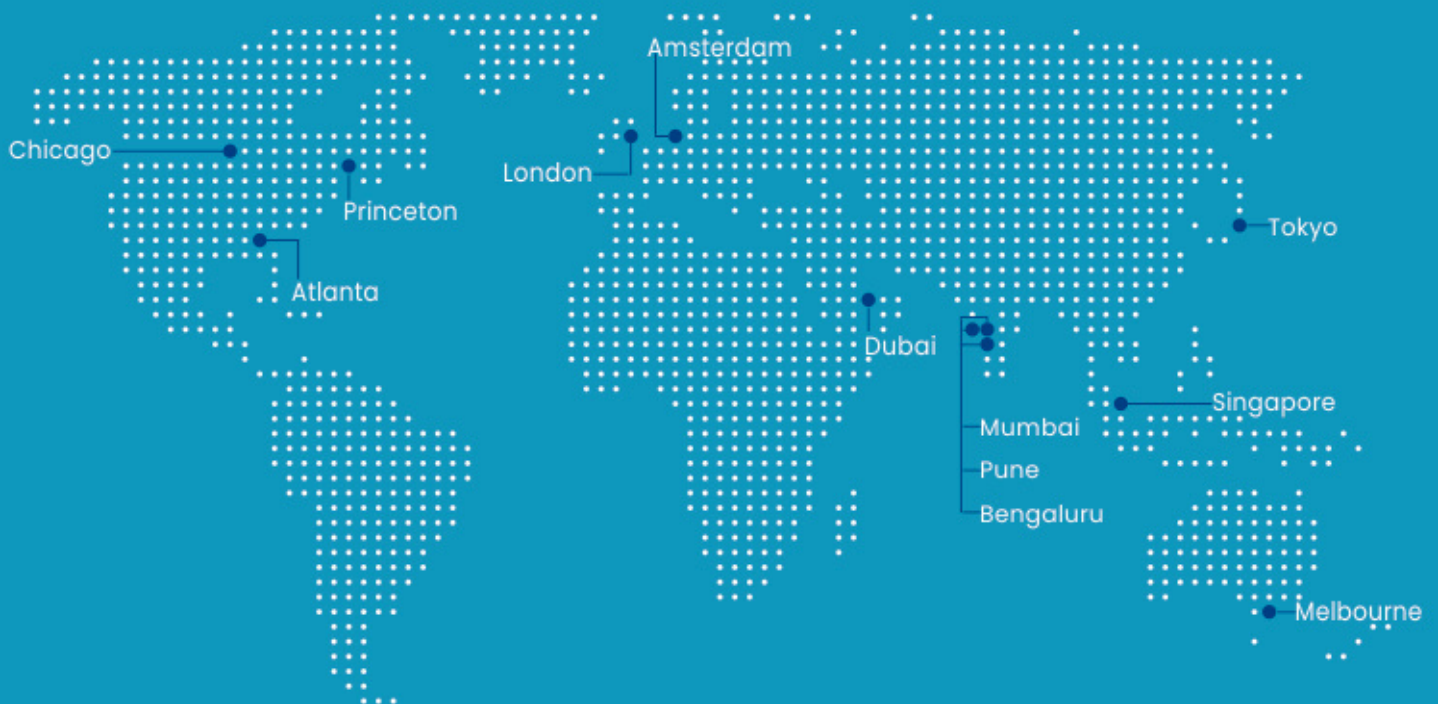 Amsterdam
Chicago
London
Princeton
Tokyo
Atlanta
Dubai
Singapore
Mumbai
Pune
Bengaluru
Melbourne